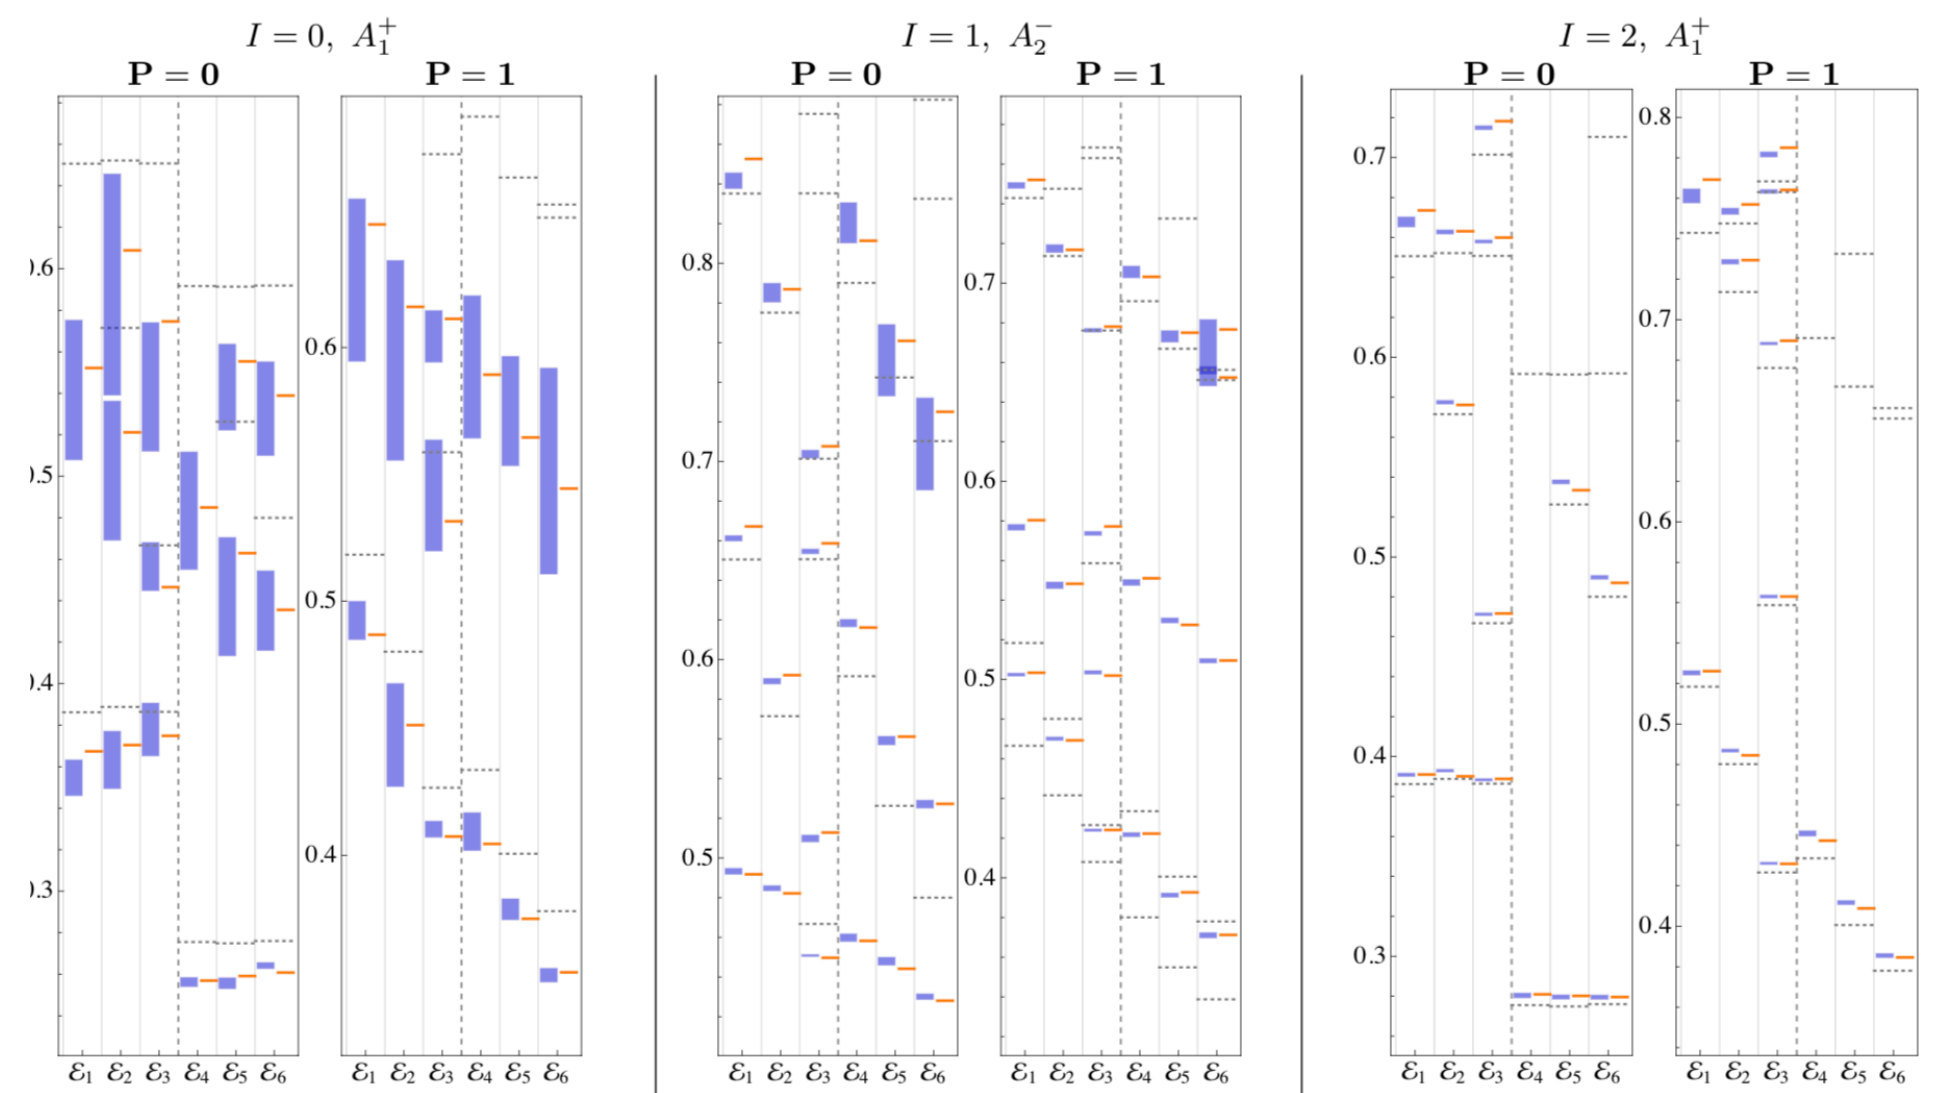 I = 0, A₁⁺
P = 0
P = 1
I = 1, A₂⁻
P = 0
P = 1
I = 2, A₁⁺
P = 0
P = 1
).6
).5
).4
).3
ℰ₁ ℰ₂ ℰ₃ ℰ₄ ℰ₅ ℰ₆
0.6
0.5
0.4
ℰ₁ ℰ₂ ℰ₃ ℰ₄ ℰ₅ ℰ₆
0.8
0.7
0.6
0.5
ℰ₁ ℰ₂ ℰ₃ ℰ₄ ℰ₅ ℰ₆
0.7
0.6
0.5
0.4
ℰ₁ ℰ₂ ℰ₃ ℰ₄ ℰ₅ ℰ₆
0.7
0.6
0.5
0.4
0.3
ℰ₁ ℰ₂ ℰ₃ ℰ₄ ℰ₅ ℰ₆
0.8
0.7
0.6
0.5
0.4
ℰ₁ ℰ₂ ℰ₃ ℰ₄ ℰ₅ ℰ₆